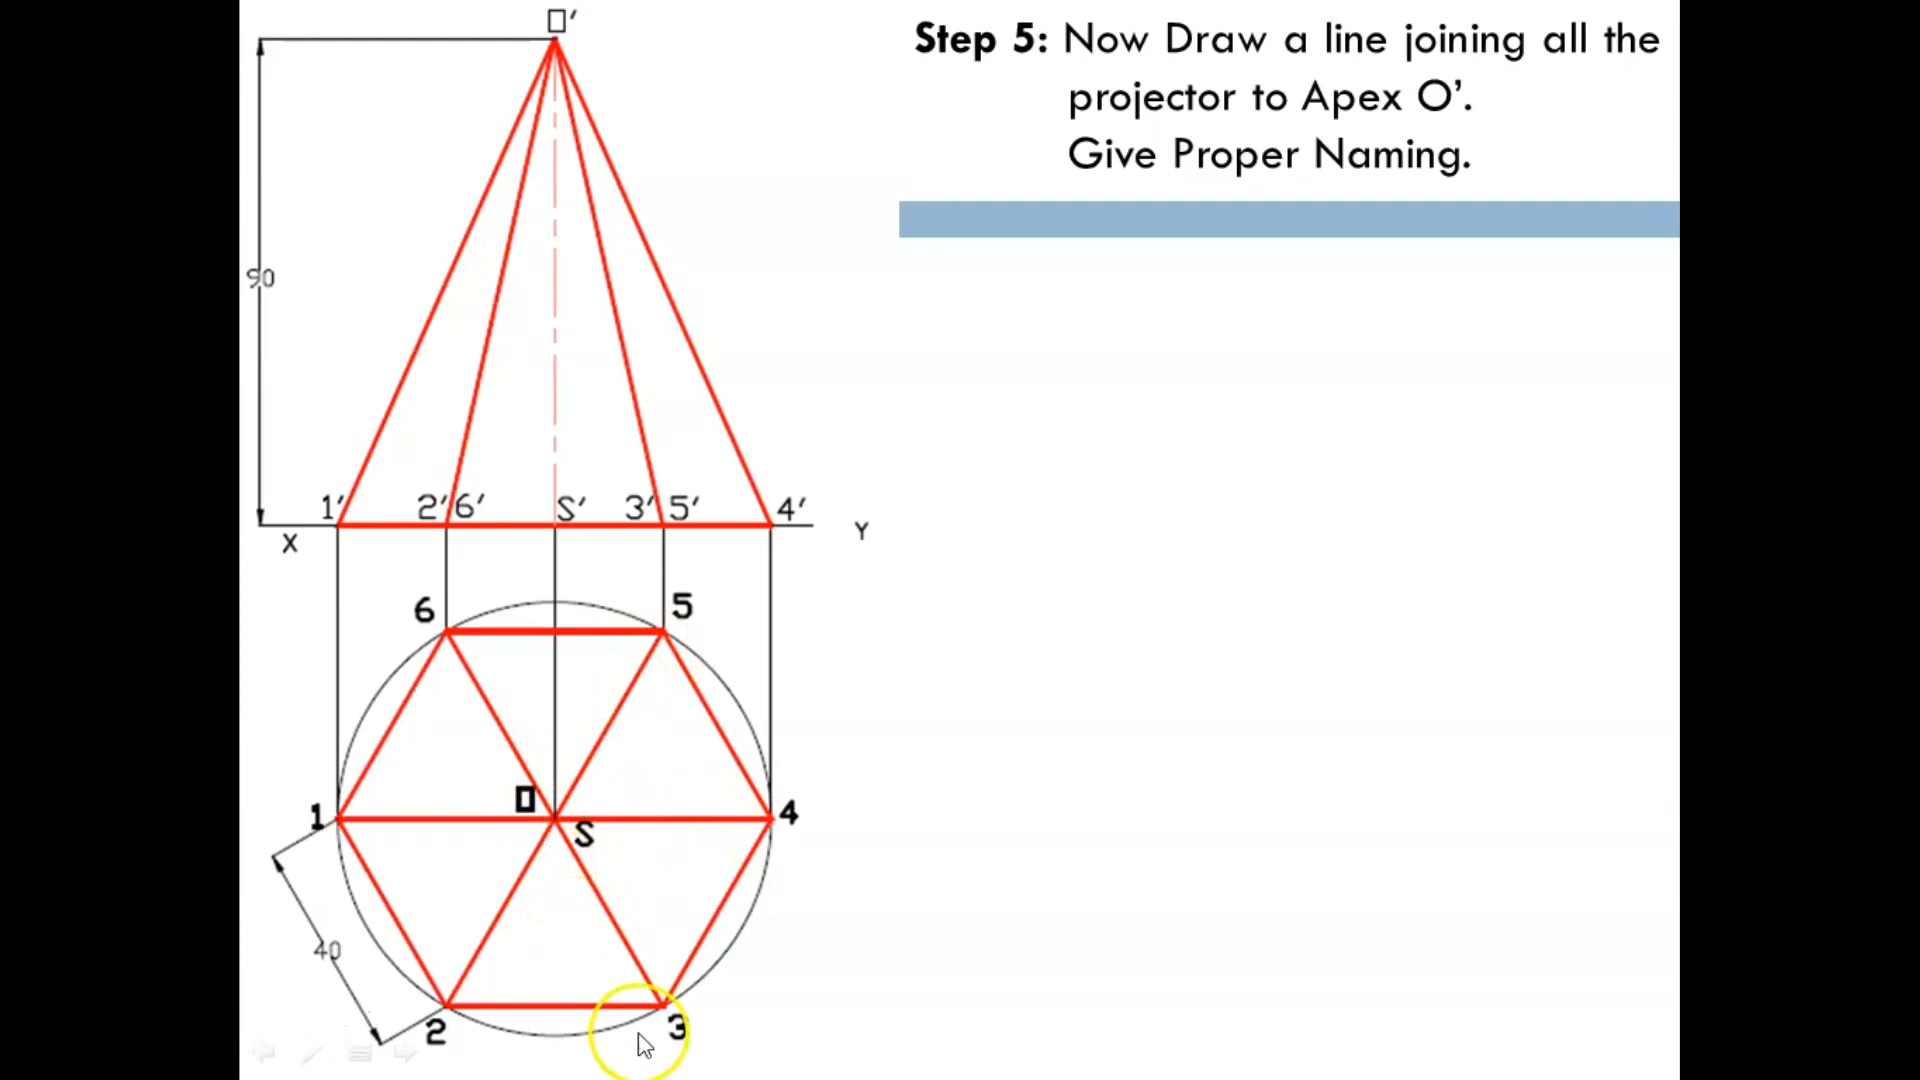 O'
Step 5: Now Draw a line joining all the
projector to Apex O’.
Give Proper Naming.
90
1' 2' 6' S' 3' 5' 4'
X Y
6 5
1 O S 4
40
2 3